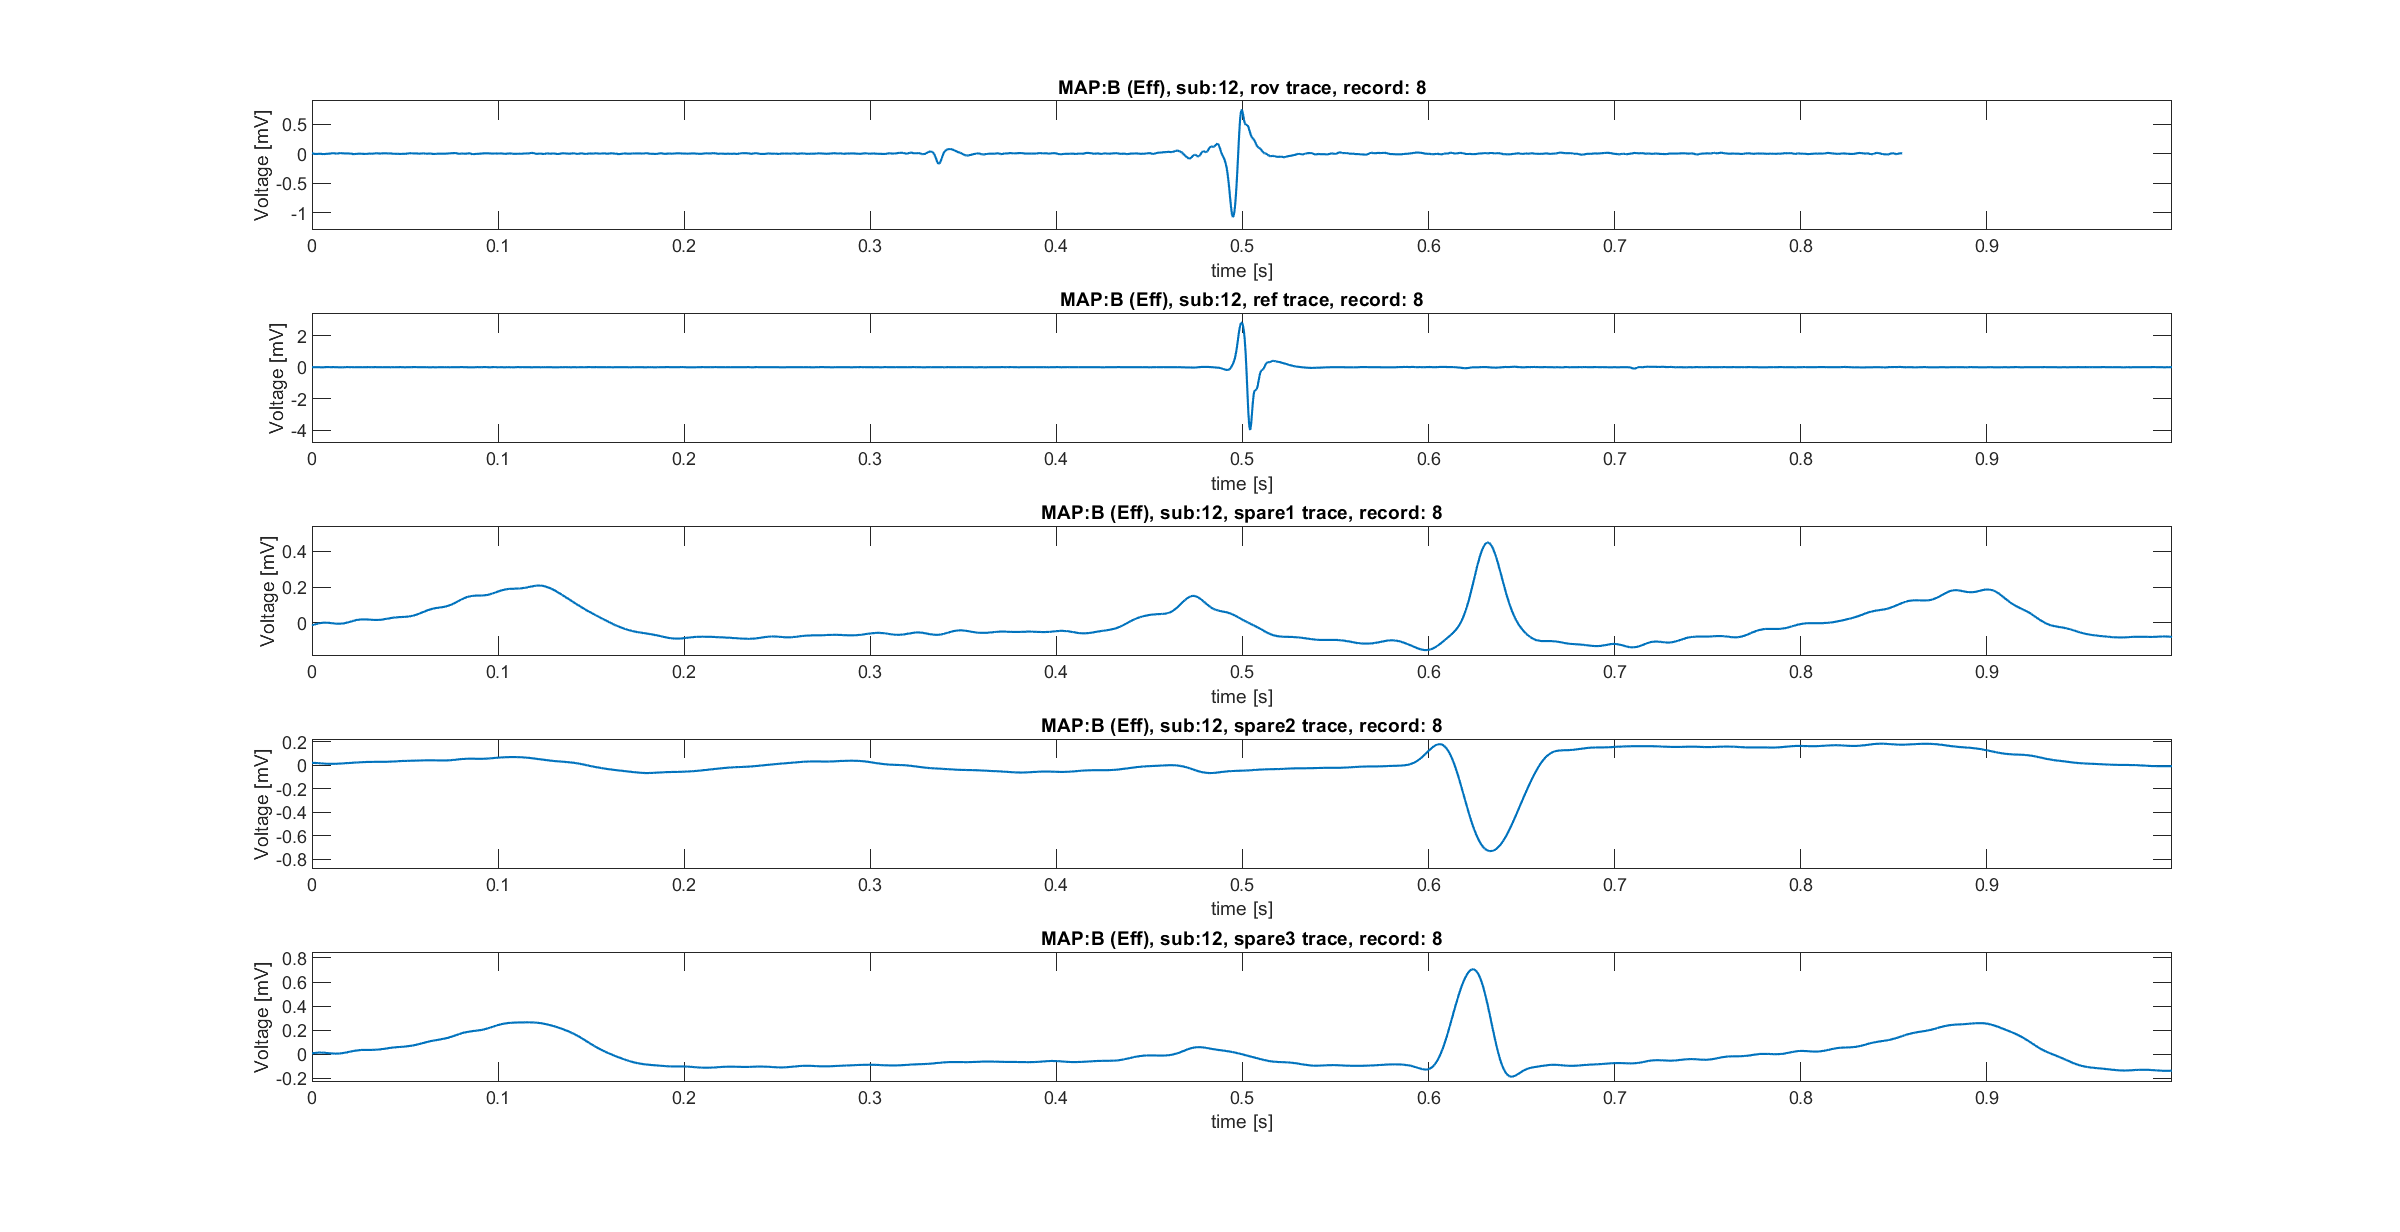 MAP:B (Eff), sub:12, rov trace, record: 8
Voltage [mV]
0.5
0
-0.5
-1
0 0.1 0.2 0.3 0.4 0.5 0.6 0.7 0.8 0.9
time [s]
MAP:B (Eff), sub:12, ref trace, record: 8
Voltage [mV]
2
0
-2
-4
0 0.1 0.2 0.3 0.4 0.5 0.6 0.7 0.8 0.9
time [s]
MAP:B (Eff), sub:12, spare1 trace, record: 8
Voltage [mV]
0.4
0.2
0
0 0.1 0.2 0.3 0.4 0.5 0.6 0.7 0.8 0.9
time [s]
MAP:B (Eff), sub:12, spare2 trace, record: 8
Voltage [mV]
0.2
0
-0.2
-0.4
-0.6
-0.8
0 0.1 0.2 0.3 0.4 0.5 0.6 0.7 0.8 0.9
time [s]
MAP:B (Eff), sub:12, spare3 trace, record: 8
Voltage [mV]
0.8
0.6
0.4
0.2
0
-0.2
0 0.1 0.2 0.3 0.4 0.5 0.6 0.7 0.8 0.9
time [s]